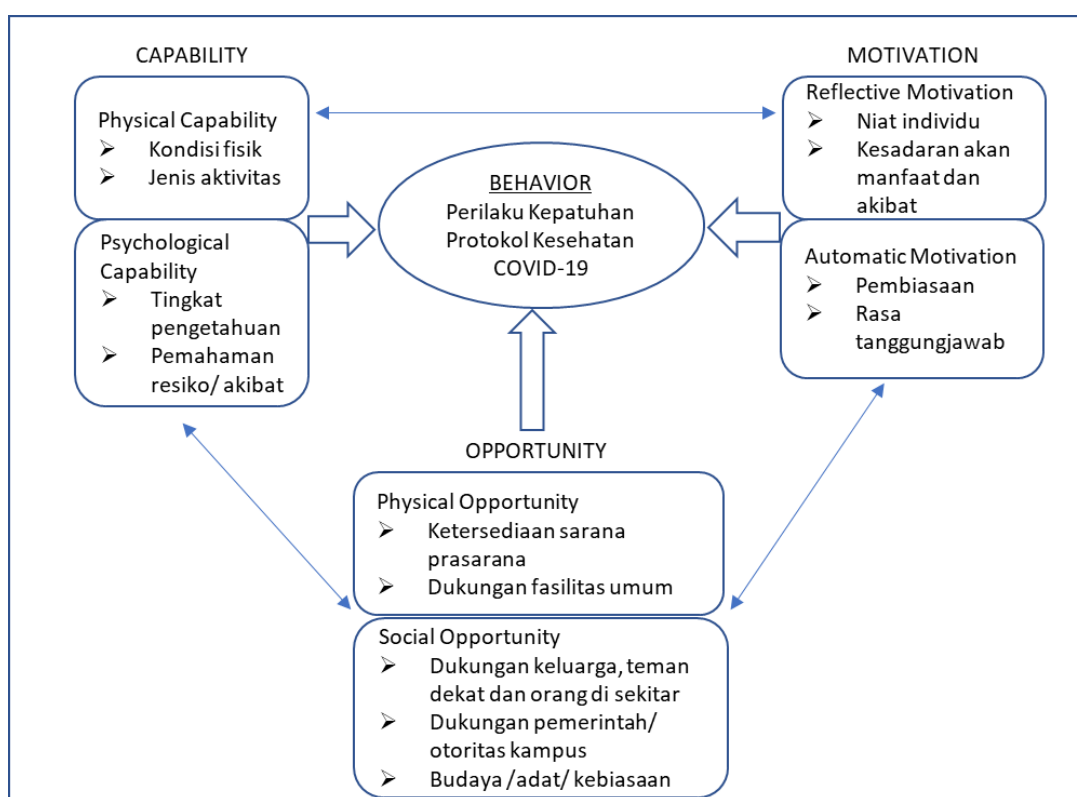 CAPABILITY
Physical Capability
➢ Kondisi fisik
➢ Jenis aktivitas
Psychological
Capability
➢ Tingkat
pengetahuan
➢ Pemahaman
resiko/ akibat
BEHAVIOR
Perilaku Kepatuhan
Protokol Kesehatan
COVID-19
MOTIVATION
Reflective Motivation
➢ Niat individu
➢ Kesadaran akan
manfaat dan
akibat
Automatic Motivation
➢ Pembiasaan
➢ Rasa
tanggungjawab
OPPORTUNITY
Physical Opportunity
➢ Ketersediaan sarana
prasarana
➢ Dukungan fasilitas umum
Social Opportunity
➢ Dukungan keluarga, teman
dekat dan orang di sekitar
➢ Dukungan pemerintah/
otoritas kampus
➢ Budaya /adat/ kebiasaan